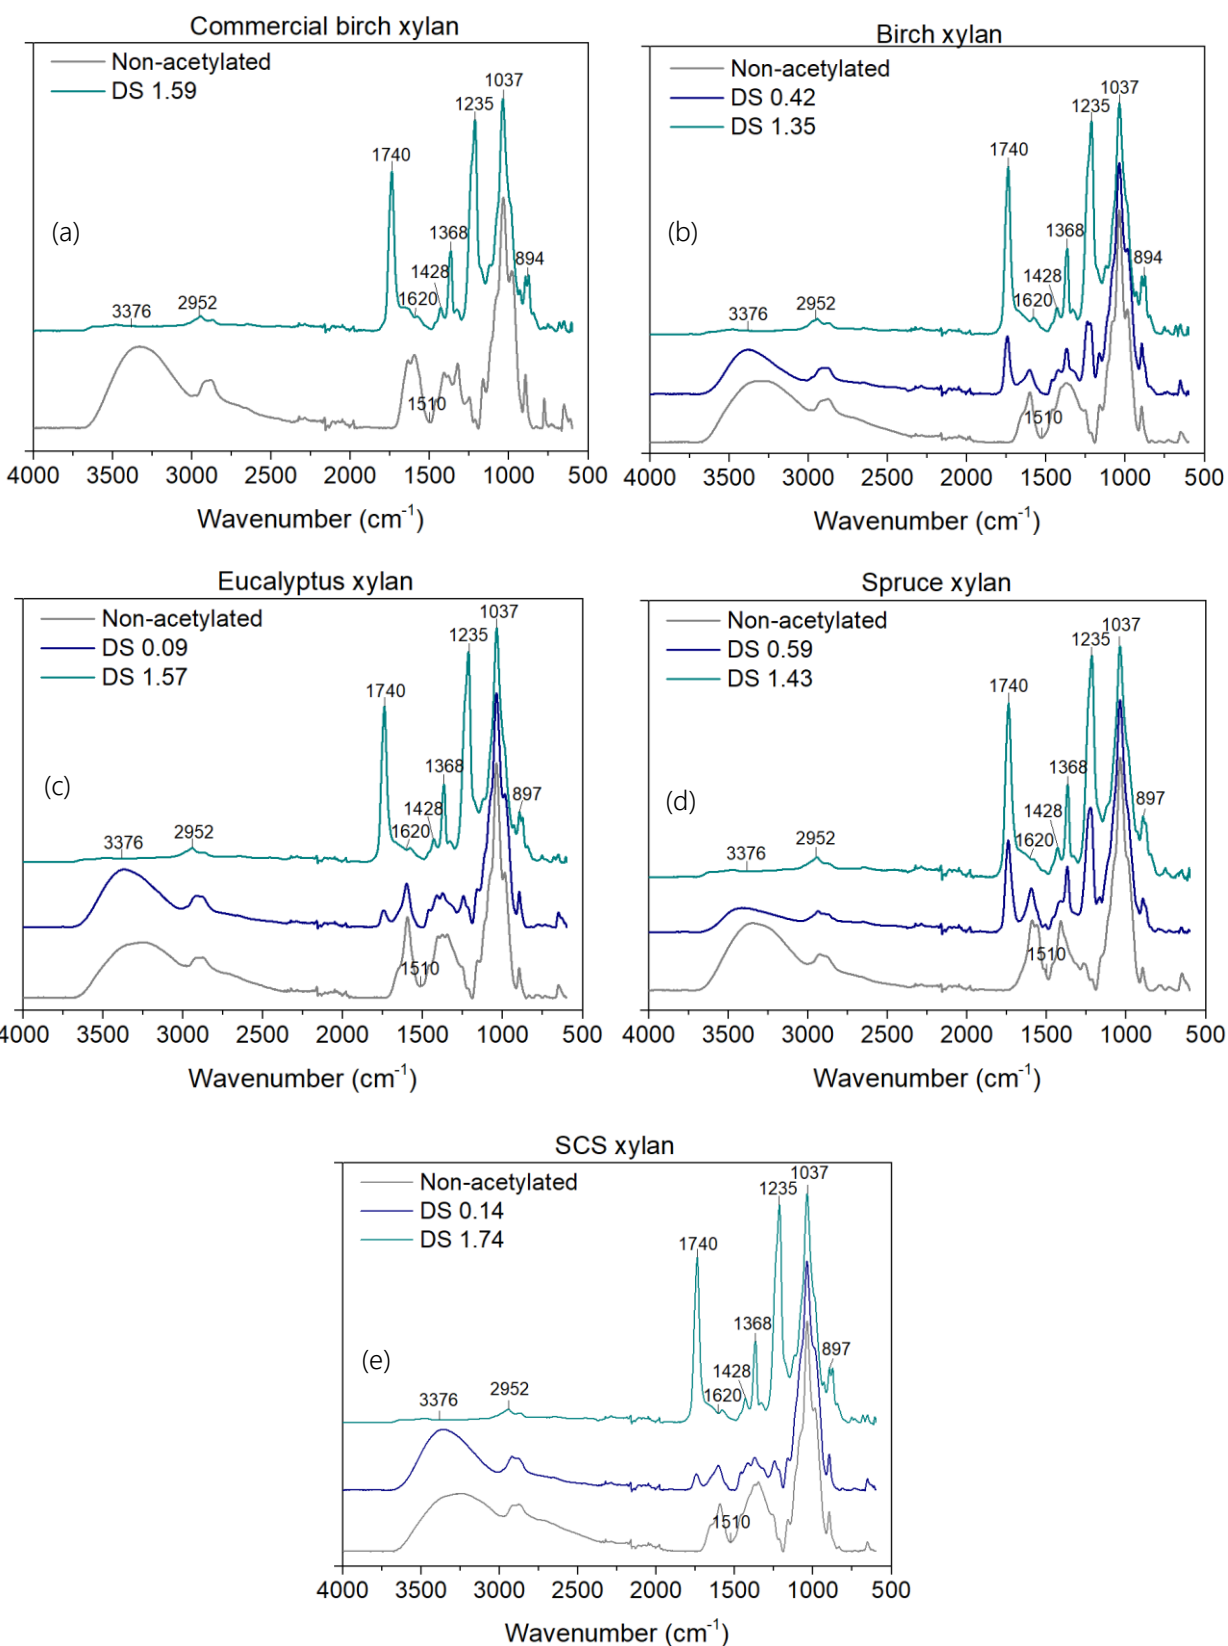 Commercial birch xylan
Non-acetylated
DS 1.59
1037
1235
1740
(a)
1368
1428
894
1620
3376
2952
1510
4000 3500 3000 2500 2000 1500 1000 500
Wavenumber (cm⁻¹)
Birch xylan
Non-acetylated
DS 0.42
DS 1.35
1037
1235
1740
(b)
1368
1428
894
1620
3376
2952
1510
4000 3500 3000 2500 2000 1500 1000 500
Wavenumber (cm⁻¹)
Eucalyptus xylan
Non-acetylated
DS 0.09
DS 1.57
1037
1235
1740
(c)
1368
1428
897
1620
3376
2952
1510
4000 3500 3000 2500 2000 1500 1000 500
Wavenumber (cm⁻¹)
Spruce xylan
Non-acetylated
DS 0.59
DS 1.43
1037
1235
1740
(d)
1368
1428
897
1620
3376
2952
1510
4000 3500 3000 2500 2000 1500 1000 500
Wavenumber (cm⁻¹)
SCS xylan
Non-acetylated
DS 0.14
DS 1.74
1037
1235
1740
(e)
1368
1428
897
1620
3376
2952
1510
4000 3500 3000 2500 2000 1500 1000 500
Wavenumber (cm⁻¹)